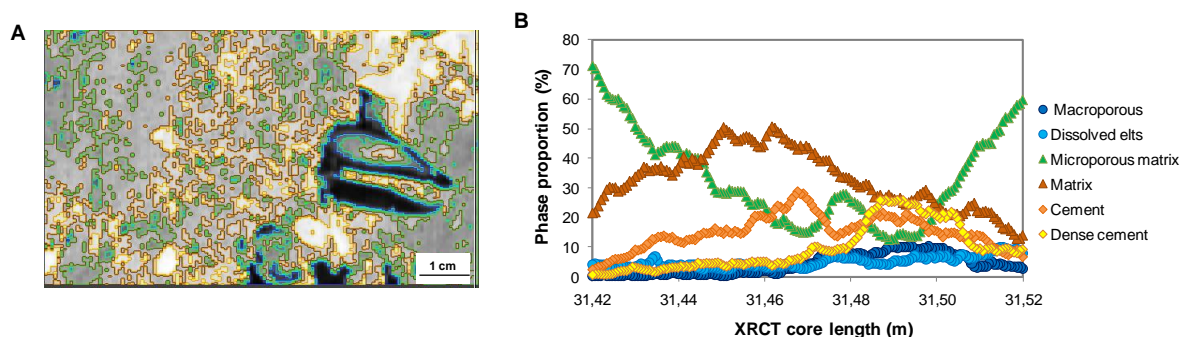 A
1 cm
B
Phase proportion (%)
80
70
60
50
40
30
20
10
0
31,42
31,44
31,46
31,48
31,50
31,52
XRCT core length (m)
Macroporous
Dissolved elts
Microporous matrix
Matrix
Cement
Dense cement